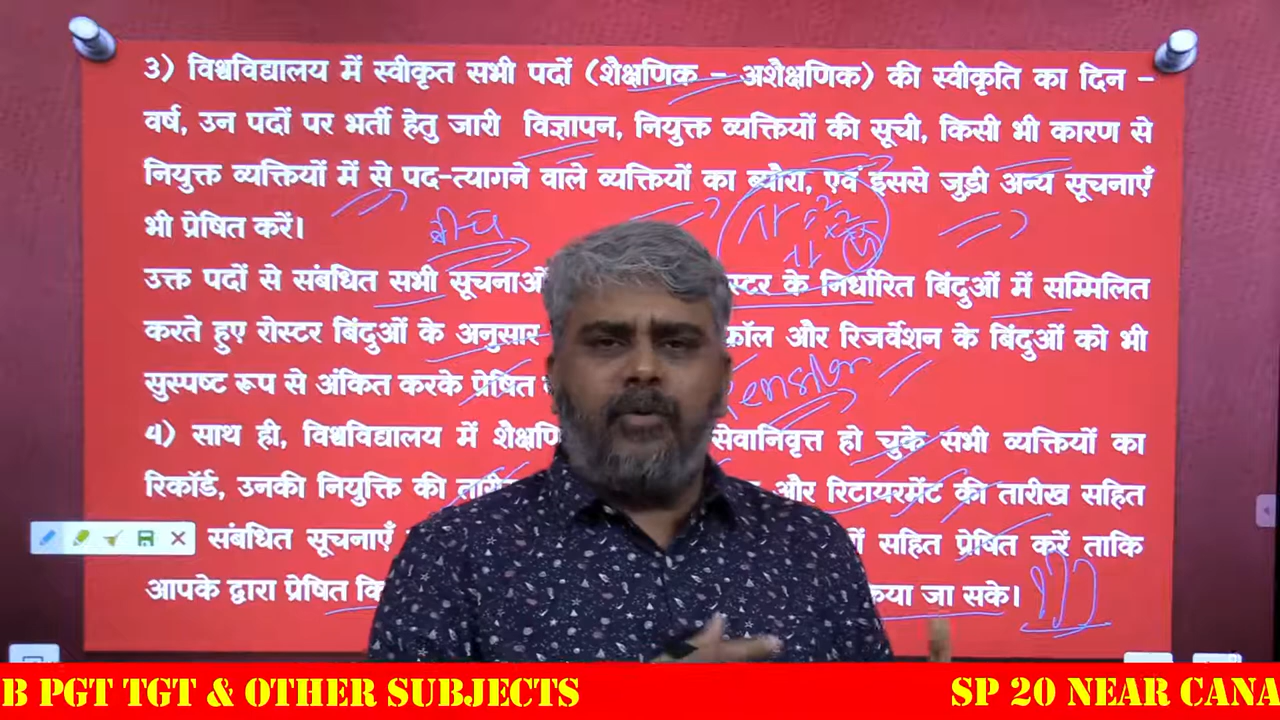 3) विश्वविद्यालय में स्वीकृत सभी पदों (शैक्षणिक - अशैक्षणिक) की स्वीकृति का दिन -
वर्ष, उन पदों पर भर्ती हेतु जारी विज्ञापन, नियुक्त व्यक्तियों की सूची, किसी भी कारण से
नियुक्त व्यक्तियों में से पद-त्यागने वाले व्यक्तियों का ब्योरा, एवं इससे जुड़ी अन्य सूचनाएँ
भी प्रेषित करें।
उक्त पदों से संबधित सभी सूचनाओं स्टर के निर्धारित बिंदुओं में सम्मिलित
करते हुए रोस्टर बिंदुओं के अनुसार और रिजर्वेशन के बिंदुओं को भी
सुस्पष्ट रूप से अंकित करके प्रेषित
4) साथ ही, विश्वविद्यालय में सेवानिवृत्त हो चुके सभी व्यक्तियों का
रिकॉर्ड, उनकी नियुक्ति की और रिटायरमेंट की तारीख सहित
संबधित सूचनाएँ सहित प्रेषित करें ताकि
आपके द्वारा प्रेषित जा सके।
B PGT TGT & OTHER SUBJECTS SP 20 NEAR CANA